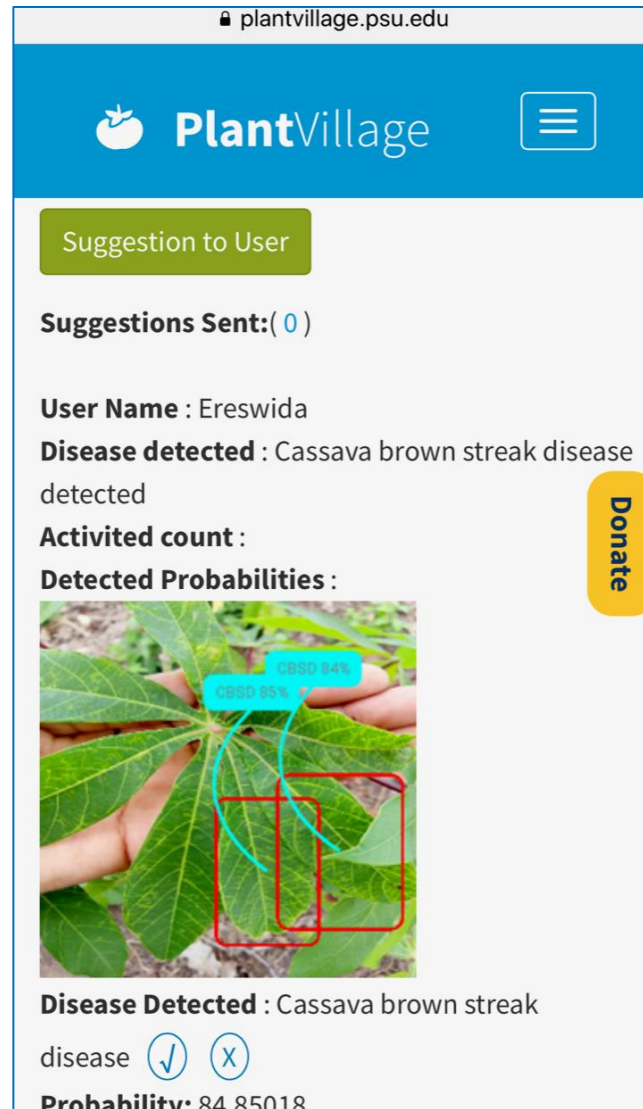 plantvillage.psu.edu
PlantVillage
Suggestion to User
Suggestions Sent:( 0 )
User Name : Ereswida
Disease detected : Cassava brown streak disease
detected
Donate
Activited count :
Detected Probabilities :
CBSD 84%
CBSD 85%
Disease Detected : Cassava brown streak
disease √ X
Probability: 84.85018